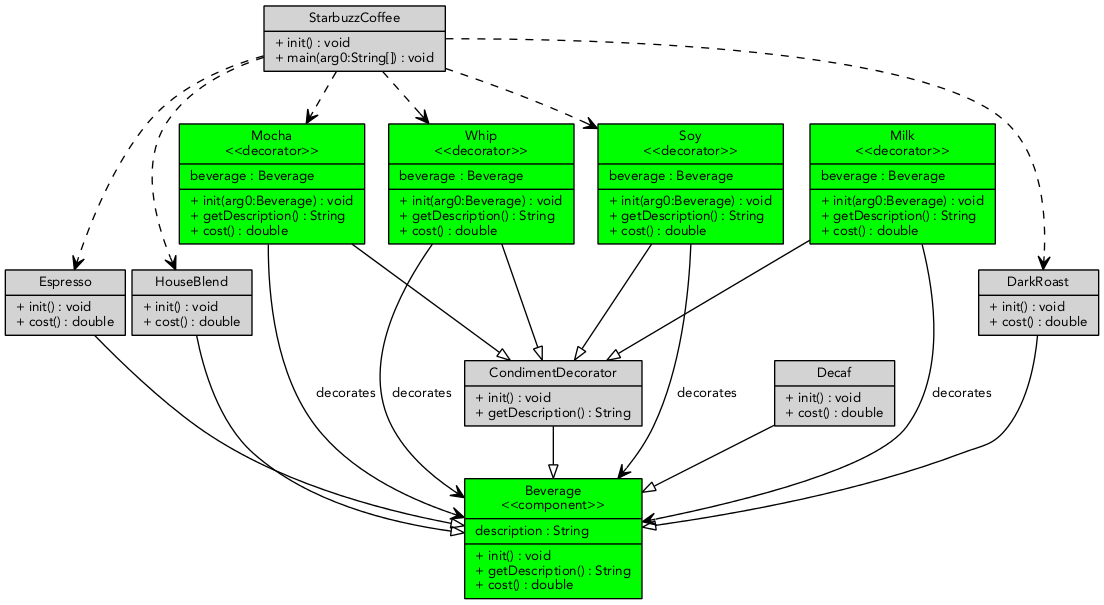 StarbuzzCoffee
+ init() : void
+ main(arg0:String[]) : void
Mocha
<<decorator>>
beverage : Beverage
+ init(arg0:Beverage) : void
+ getDescription() : String
+ cost() : double
Whip
<<decorator>>
beverage : Beverage
+ init(arg0:Beverage) : void
+ getDescription() : String
+ cost() : double
Soy
<<decorator>>
beverage : Beverage
+ init(arg0:Beverage) : void
+ getDescription() : String
+ cost() : double
Milk
<<decorator>>
beverage : Beverage
+ init(arg0:Beverage) : void
+ getDescription() : String
+ cost() : double
Espresso
+ init() : void
+ cost() : double
HouseBlend
+ init() : void
+ cost() : double
DarkRoast
+ init() : void
+ cost() : double
CondimentDecorator
+ init() : void
+ getDescription() : String
Decaf
+ init() : void
+ cost() : double
decorates
decorates
decorates
decorates
Beverage
<<component>>
description : String
+ init() : void
+ getDescription() : String
+ cost() : double